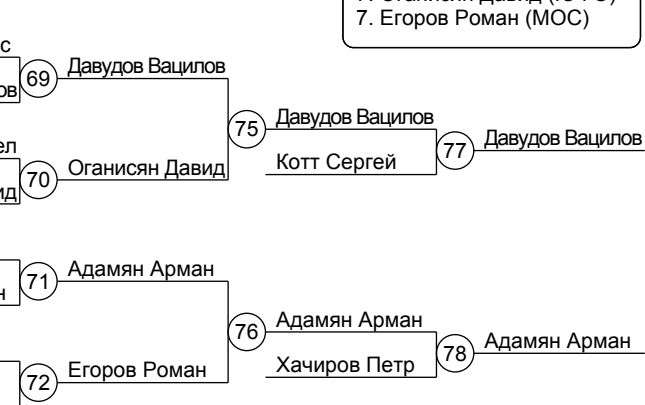 7. Егоров Роман (МОС)
69
Давудов Вацилов
75
Давудов Вацилов
77
Давудов Вацилов
70
Оганисян Давид
Котт Сергей
71
Адамян Арман
76
Адамян Арман
78
Адамян Арман
72
Егоров Роман
Хачиров Петр